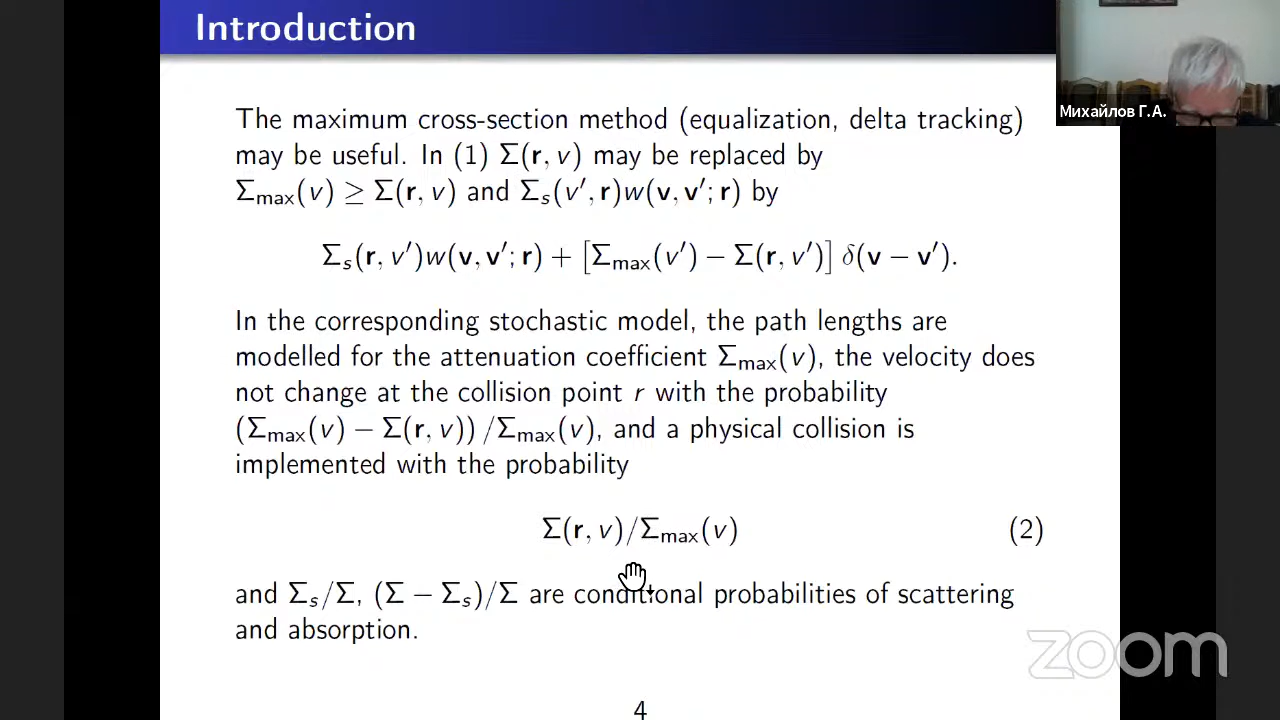 Introduction
Михайлов Г.А.
The maximum cross-section method (equalization, delta tracking)
may be useful. In (1) Σ(r, v) may be replaced by
Σmax(v) ≥ Σ(r, v) and Σs(v′, r)w(v, v′; r) by
Σs(r, v′)w(v, v′; r) + [Σmax(v′) − Σ(r, v′)] δ(v − v′).
In the corresponding stochastic model, the path lengths are
modelled for the attenuation coefficient Σmax(v), the velocity does
not change at the collision point r with the probability
(Σmax(v) − Σ(r, v)) /Σmax(v), and a physical collision is
implemented with the probability
Σ(r, v)/Σmax(v) (2)
and Σs/Σ, (Σ − Σs)/Σ are conditional probabilities of scattering
and absorption.
zoom
4